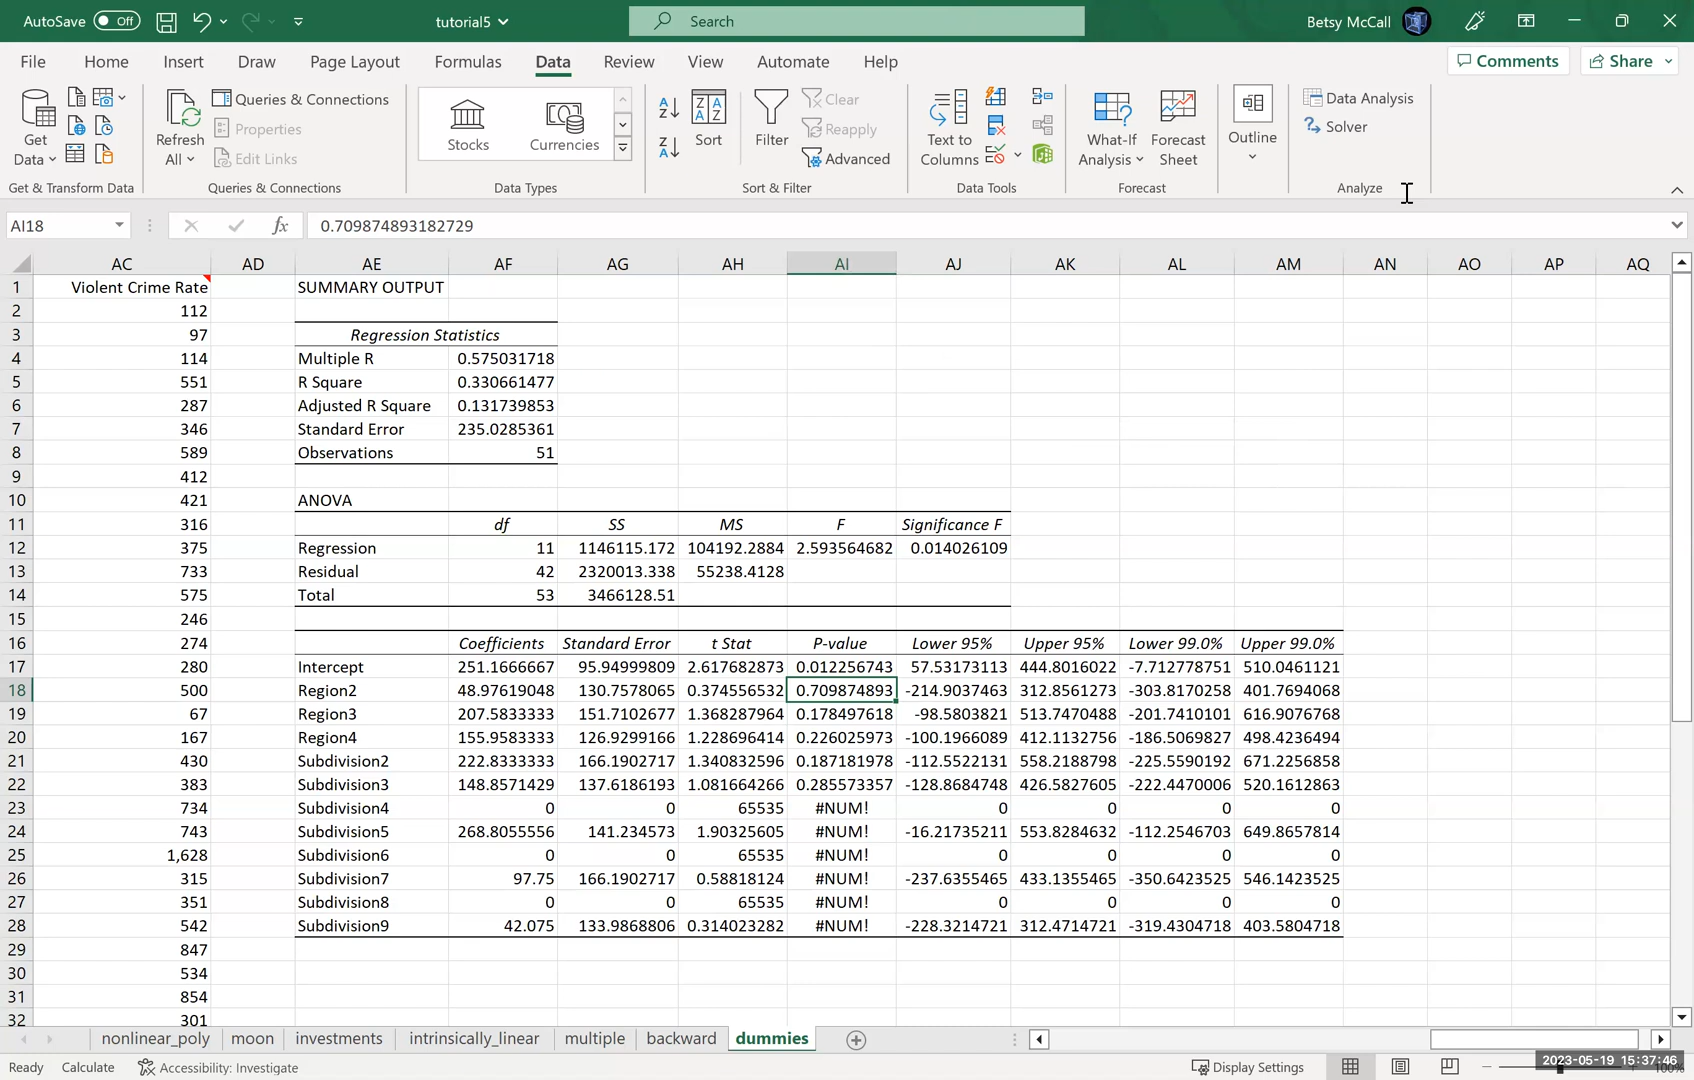 AutoSave Off tutorial5 Search Betsy McCall
File Home Insert Draw Page Layout Formulas Data Review View Automate Help Comments Share
Get Data
Refresh All
Queries & Connections
Properties
Edit Links
Stocks Currencies
Sort
Filter
Clear
Reapply
Advanced
Text to Columns
What-If Analysis
Forecast Sheet
Outline
Data Analysis
Solver
Get & Transform Data Queries & Connections Data Types Sort & Filter Data Tools Forecast Analyze
AI18 fx 0.709874893182729
AC AD AE AF AG AH AI AJ AK AL AM AN AO AP AQ
1 Violent Crime Rate SUMMARY OUTPUT
2 112
3 97 Regression Statistics
4 114 Multiple R 0.575031718
5 551 R Square 0.330661477
6 287 Adjusted R Square 0.131739853
7 346 Standard Error 235.0285361
8 589 Observations 51
9 412
10 421 ANOVA
11 316 df SS MS F Significance F
12 375 Regression 11 1146115.172 104192.2884 2.593564682 0.014026109
13 733 Residual 42 2320013.338 55238.4128
14 575 Total 53 3466128.51
15 246
16 274 Coefficients Standard Error t Stat P-value Lower 95% Upper 95% Lower 99.0% Upper 99.0%
17 280 Intercept 251.1666667 95.94999809 2.617682873 0.012256743 57.53173113 444.8016022 -7.712778751 510.0461121
18 500 Region2 48.97619048 130.7578065 0.374556532 0.709874893 -214.9037463 312.8561273 -303.8170258 401.7694068
19 67 Region3 207.5833333 151.7102677 1.368287964 0.178497618 -98.5803821 513.7470488 -201.7410101 616.9076768
20 167 Region4 155.9583333 126.9299166 1.228696414 0.226025973 -100.1966089 412.1132756 -186.5069827 498.4236494
21 430 Subdivision2 222.8333333 166.1902717 1.340832596 0.187181978 -112.5522131 558.2188798 -225.5590192 671.2256858
22 383 Subdivision3 148.8571429 137.6186193 1.081664266 0.285573357 -128.8684748 426.5827605 -222.4470006 520.1612863
23 734 Subdivision4 0 0 65535 #NUM! 0 0 0 0
24 743 Subdivision5 268.8055556 141.234573 1.90325605 #NUM! -16.21735211 553.8284632 -112.2546703 649.8657814
25 1,628 Subdivision6 0 0 65535 #NUM! 0 0 0 0
26 315 Subdivision7 97.75 166.1902717 0.58818124 #NUM! -237.6355465 433.1355465 -350.6423525 546.1423525
27 351 Subdivision8 0 0 65535 #NUM! 0 0 0 0
28 542 Subdivision9 42.075 133.9868806 0.314023282 #NUM! -228.3214721 312.4714721 -319.4304718 403.5804718
29 847
30 534
31 854
32 301
nonlinear_poly moon investments intrinsically_linear multiple backward dummies
Ready Calculate Accessibility: Investigate Display Settings 2023-05-19 15:37:46 100%